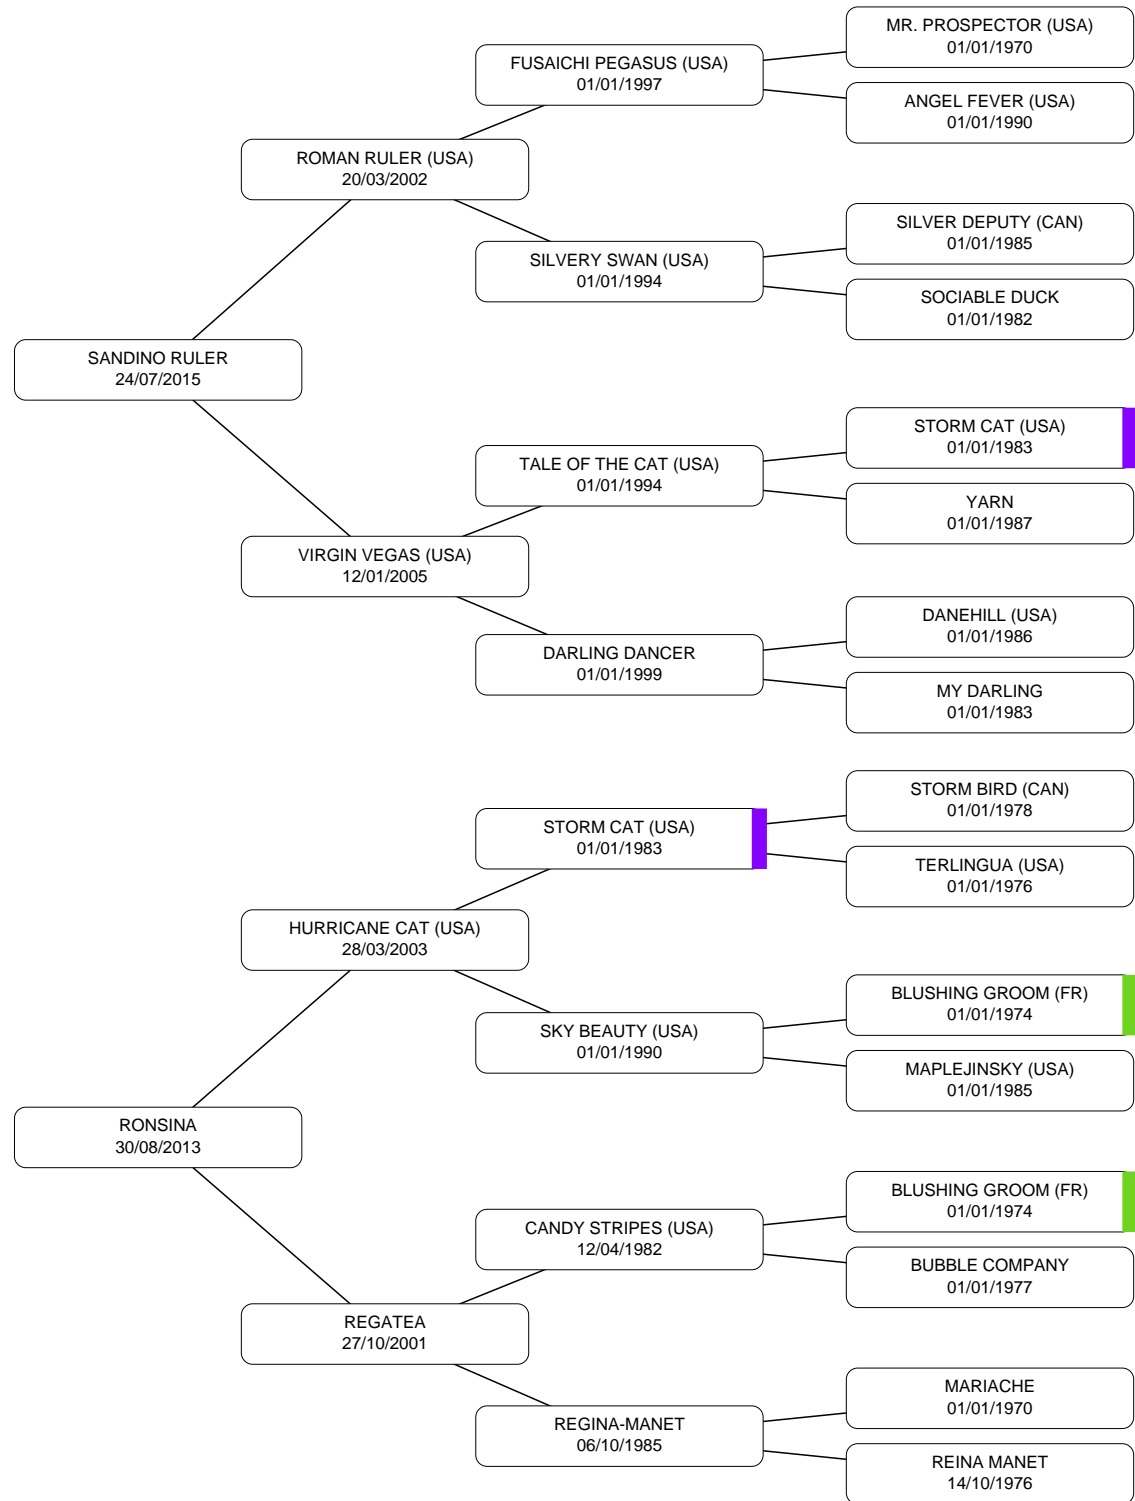 MR. PROSPECTOR (USA)
01/01/1970
FUSAICHI PEGASUS (USA)
01/01/1997
ANGEL FEVER (USA)
01/01/1990
ROMAN RULER (USA)
20/03/2002
SILVER DEPUTY (CAN)
01/01/1985
SILVERY SWAN (USA)
01/01/1994
SOCIABLE DUCK
01/01/1982
SANDINO RULER
24/07/2015
STORM CAT (USA)
01/01/1983
TALE OF THE CAT (USA)
01/01/1994
YARN
01/01/1987
VIRGIN VEGAS (USA)
12/01/2005
DANEHILL (USA)
01/01/1986
DARLING DANCER
01/01/1999
MY DARLING
01/01/1983
STORM BIRD (CAN)
01/01/1978
STORM CAT (USA)
01/01/1983
TERLINGUA (USA)
01/01/1976
HURRICANE CAT (USA)
28/03/2003
BLUSHING GROOM (FR)
01/01/1974
SKY BEAUTY (USA)
01/01/1990
MAPLEJINSKY (USA)
01/01/1985
RONSINA
30/08/2013
BLUSHING GROOM (FR)
01/01/1974
CANDY STRIPES (USA)
12/04/1982
BUBBLE COMPANY
01/01/1977
REGATEA
27/10/2001
MARIACHE
01/01/1970
REGINA-MANET
06/10/1985
REINA MANET
14/10/1976